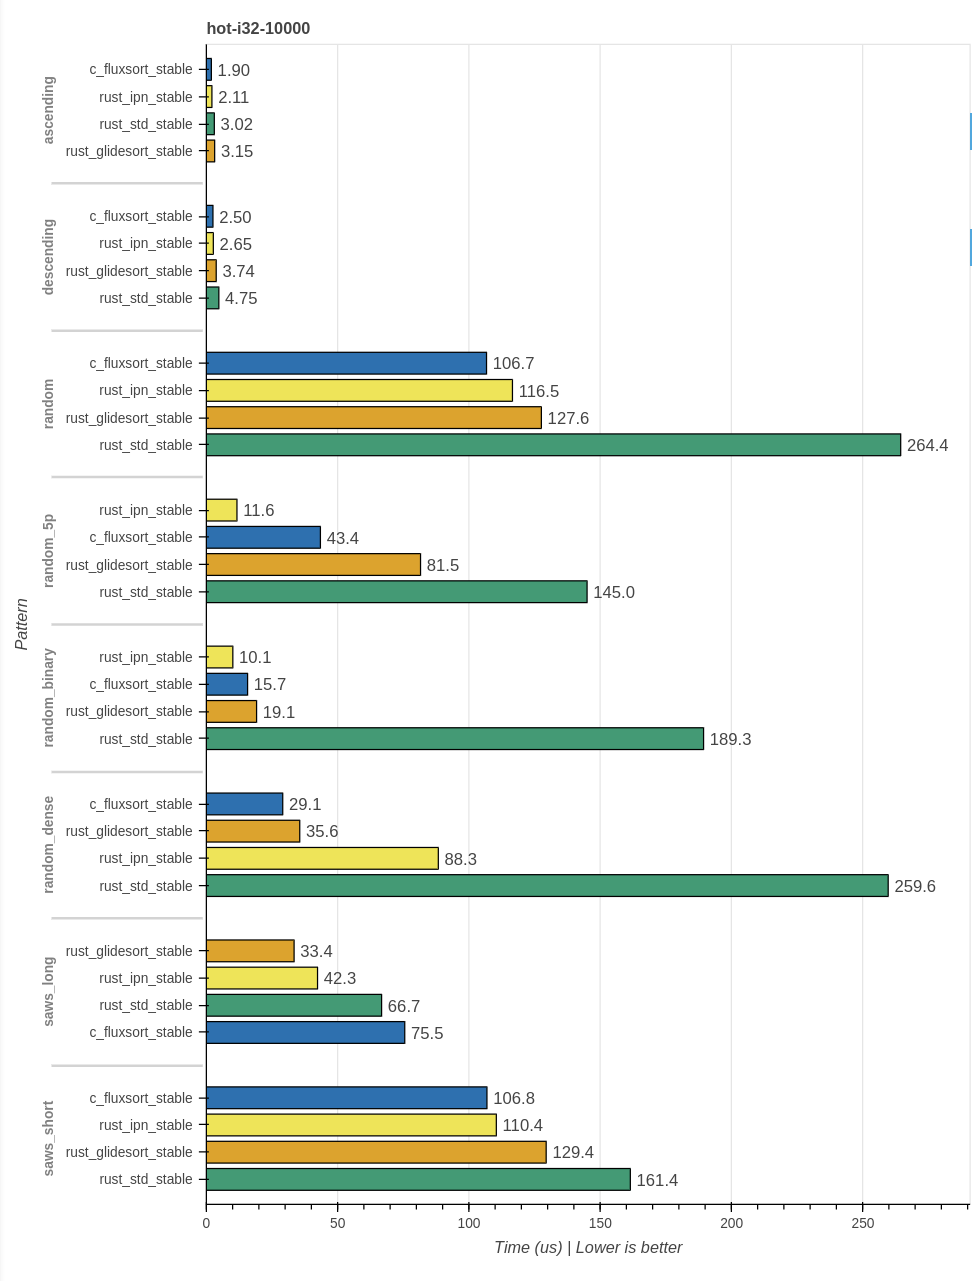 hot-i32-10000
ascending
c_fluxsort_stable 1.90
rust_ipn_stable 2.11
rust_std_stable 3.02
rust_glidesort_stable 3.15
descending
c_fluxsort_stable 2.50
rust_ipn_stable 2.65
rust_glidesort_stable 3.74
rust_std_stable 4.75
random
c_fluxsort_stable 106.7
rust_ipn_stable 116.5
rust_glidesort_stable 127.6
rust_std_stable 264.4
random_5p
rust_ipn_stable 11.6
c_fluxsort_stable 43.4
rust_glidesort_stable 81.5
rust_std_stable 145.0
Pattern
random_binary
rust_ipn_stable 10.1
c_fluxsort_stable 15.7
rust_glidesort_stable 19.1
rust_std_stable 189.3
random_dense
c_fluxsort_stable 29.1
rust_glidesort_stable 35.6
rust_ipn_stable 88.3
rust_std_stable 259.6
saws_long
rust_glidesort_stable 33.4
rust_ipn_stable 42.3
rust_std_stable 66.7
c_fluxsort_stable 75.5
saws_short
c_fluxsort_stable 106.8
rust_ipn_stable 110.4
rust_glidesort_stable 129.4
rust_std_stable 161.4
0 50 100 150 200 250
Time (us) | Lower is better